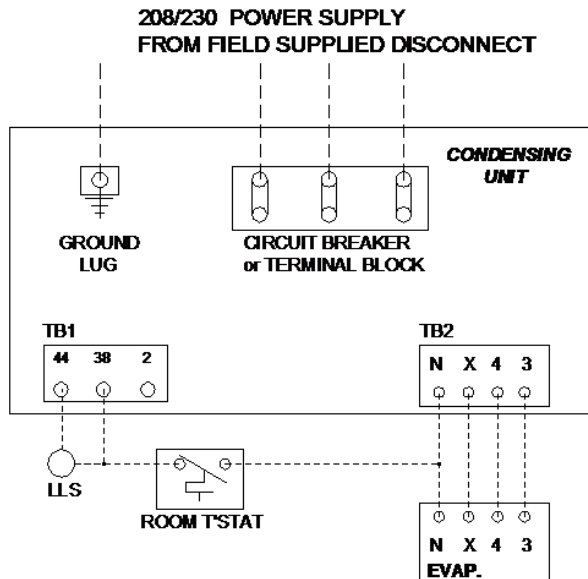 208/230 POWER SUPPLY
FROM FIELD SUPPLIED DISCONNECT
CONDENSING
UNIT
GROUND
LUG
CIRCUIT BREAKER
or TERMINAL BLOCK
TB1
44 38 2
TB2
N X 4 3
LLS
ROOM T'STAT
N X 4 3
EVAP.